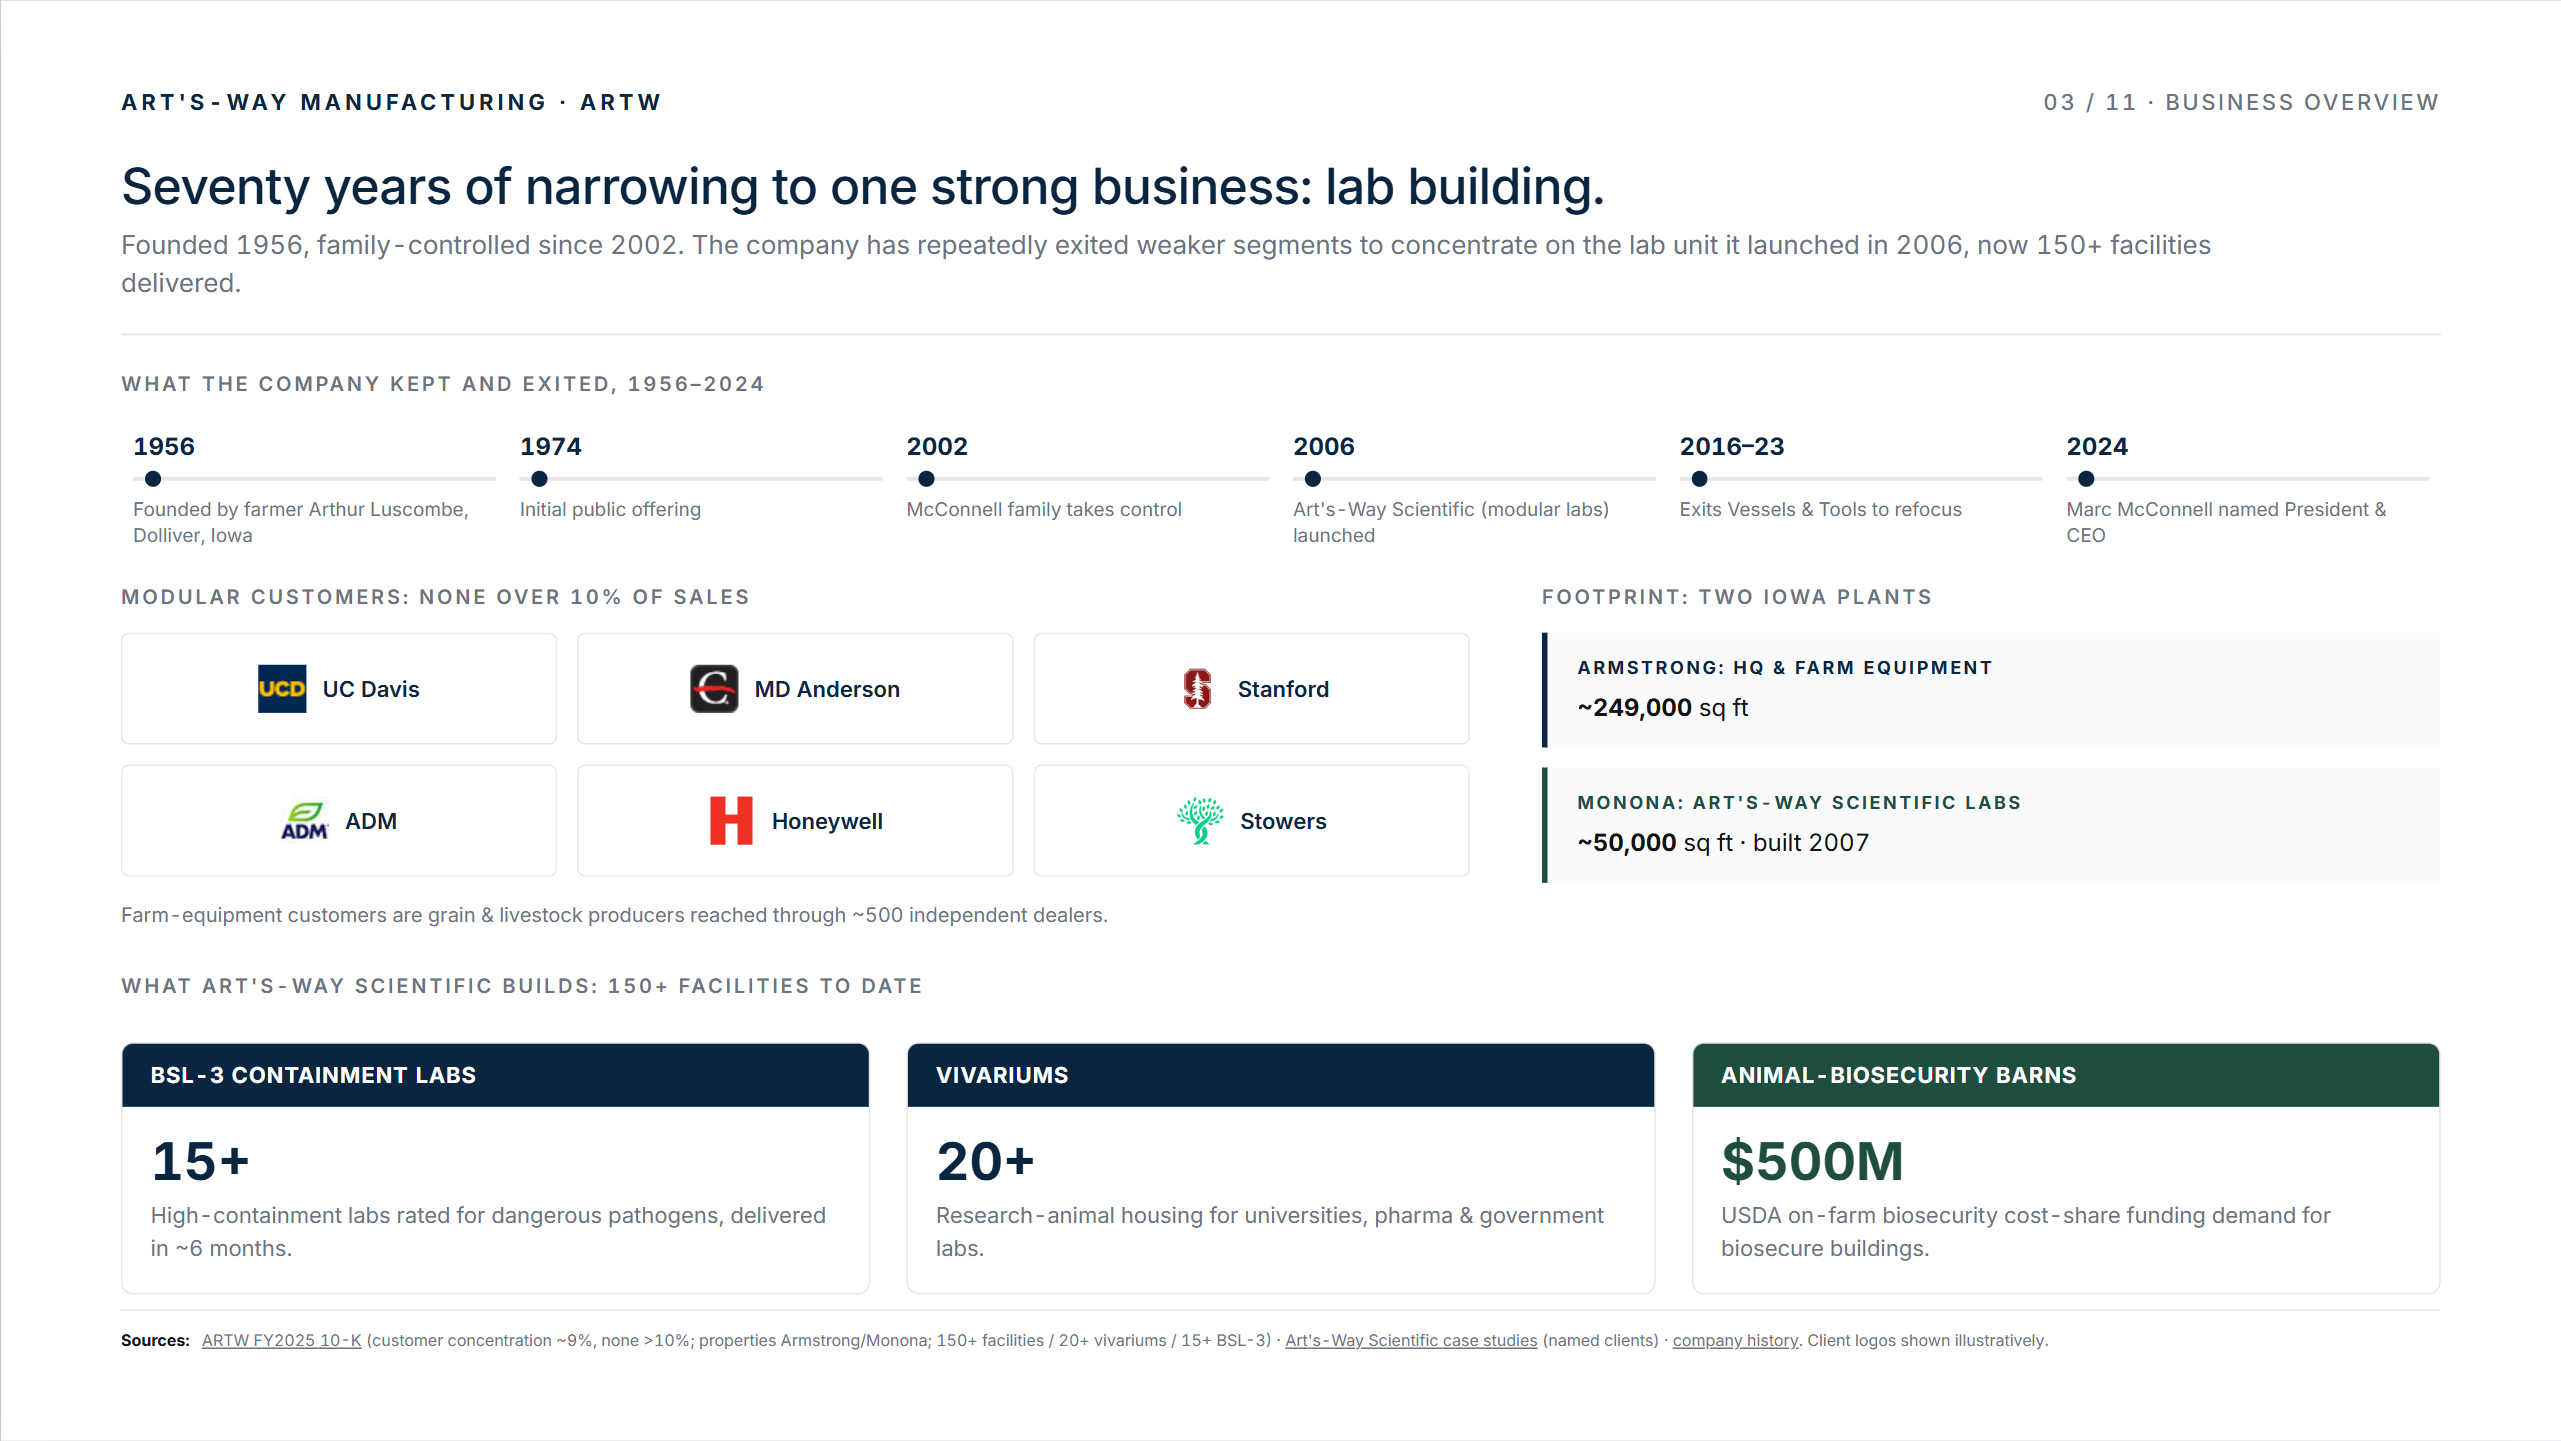 ART'S-WAY MANUFACTURING · ARTW
03 / 11 · BUSINESS OVERVIEW
Seventy years of narrowing to one strong business: lab building.
Founded 1956, family-controlled since 2002. The company has repeatedly exited weaker segments to concentrate on the lab unit it launched in 2006, now 150+ facilities
delivered.
WHAT THE COMPANY KEPT AND EXITED, 1956–2024
1956
Founded by farmer Arthur Luscombe,
Dolliver, Iowa
1974
Initial public offering
2002
McConnell family takes control
2006
Art's-Way Scientific (modular labs)
launched
2016–23
Exits Vessels & Tools to refocus
2024
Marc McConnell named President &
CEO
MODULAR CUSTOMERS: NONE OVER 10% OF SALES
UCD UC Davis
MD Anderson
Stanford
ADM ADM
Honeywell
Stowers
Farm-equipment customers are grain & livestock producers reached through ~500 independent dealers.
FOOTPRINT: TWO IOWA PLANTS
ARMSTRONG: HQ & FARM EQUIPMENT
~249,000 sq ft
MONONA: ART'S-WAY SCIENTIFIC LABS
~50,000 sq ft · built 2007
WHAT ART'S-WAY SCIENTIFIC BUILDS: 150+ FACILITIES TO DATE
BSL-3 CONTAINMENT LABS
15+
High-containment labs rated for dangerous pathogens, delivered
in ~6 months.
VIVARIUMS
20+
Research-animal housing for universities, pharma & government
labs.
ANIMAL-BIOSECURITY BARNS
$500M
USDA on-farm biosecurity cost-share funding demand for
biosecure buildings.
Sources: ARTW FY2025 10-K (customer concentration ~9%, none >10%; properties Armstrong/Monona; 150+ facilities / 20+ vivariums / 15+ BSL-3) · Art's-Way Scientific case studies (named clients) · company history. Client logos shown illustratively.